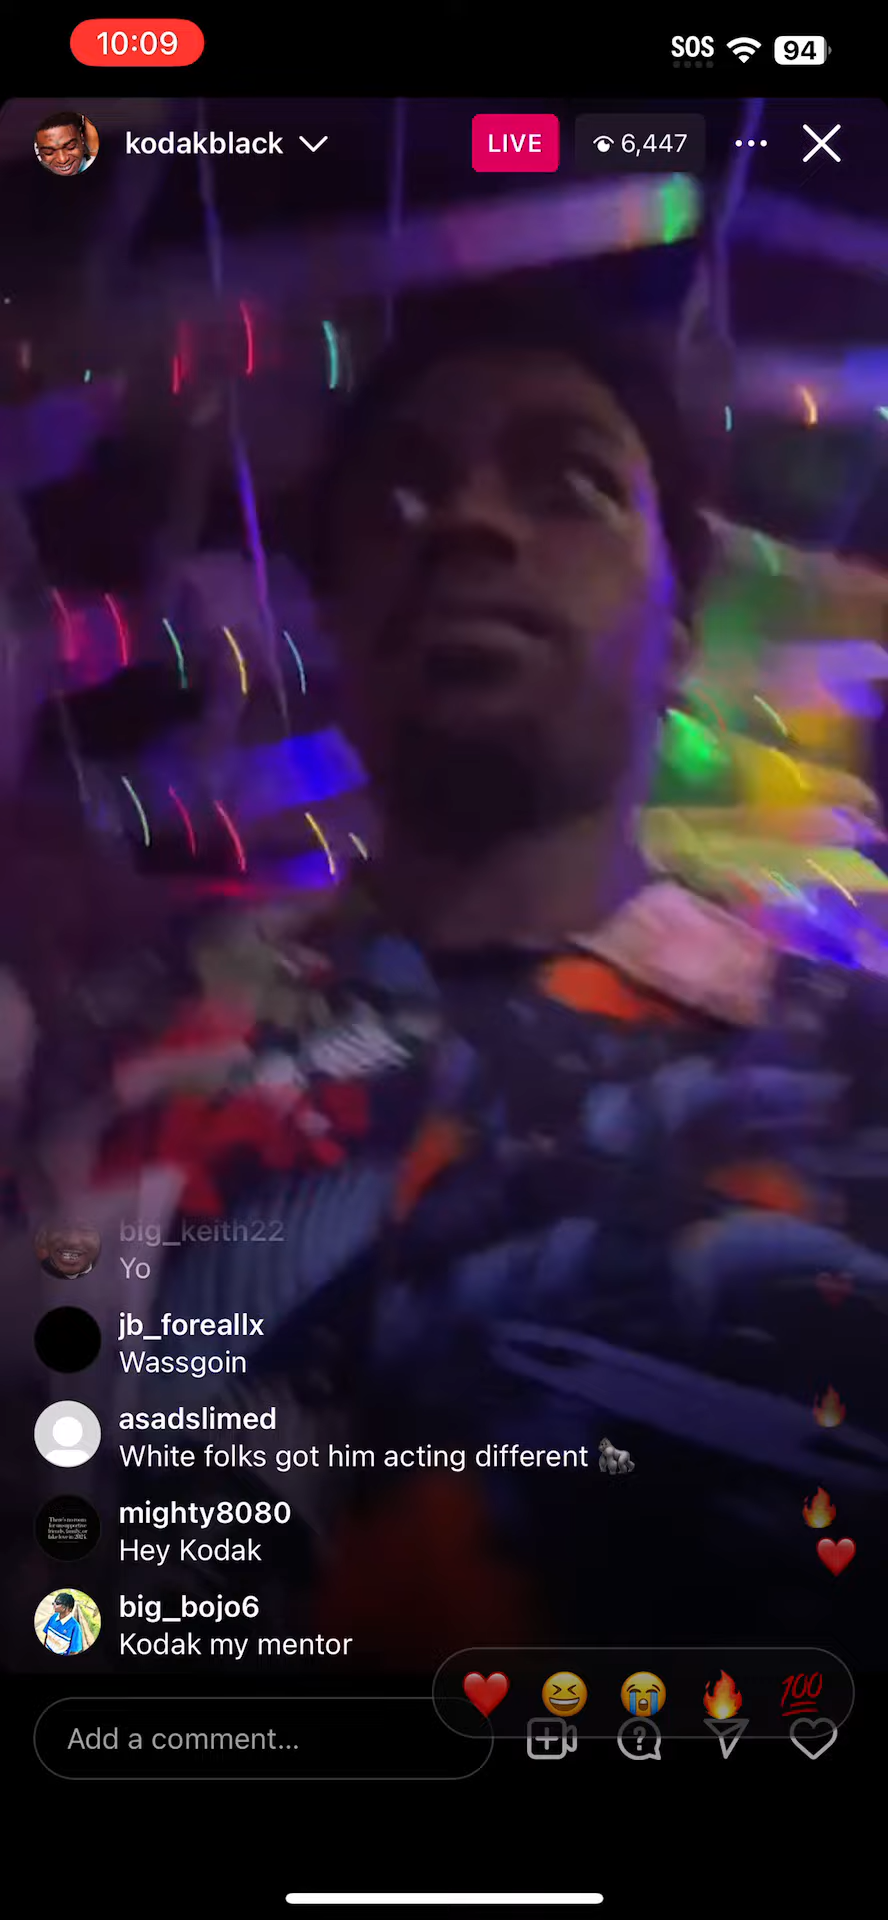 10:09
SOS
94
kodakblack
LIVE
6,447
big_keith22
Yo
jb_foreallx
Wassgoin
asadslimed
White folks got him acting different 🦍
mighty8080
Hey Kodak
big_bojo6
Kodak my mentor
Add a comment...